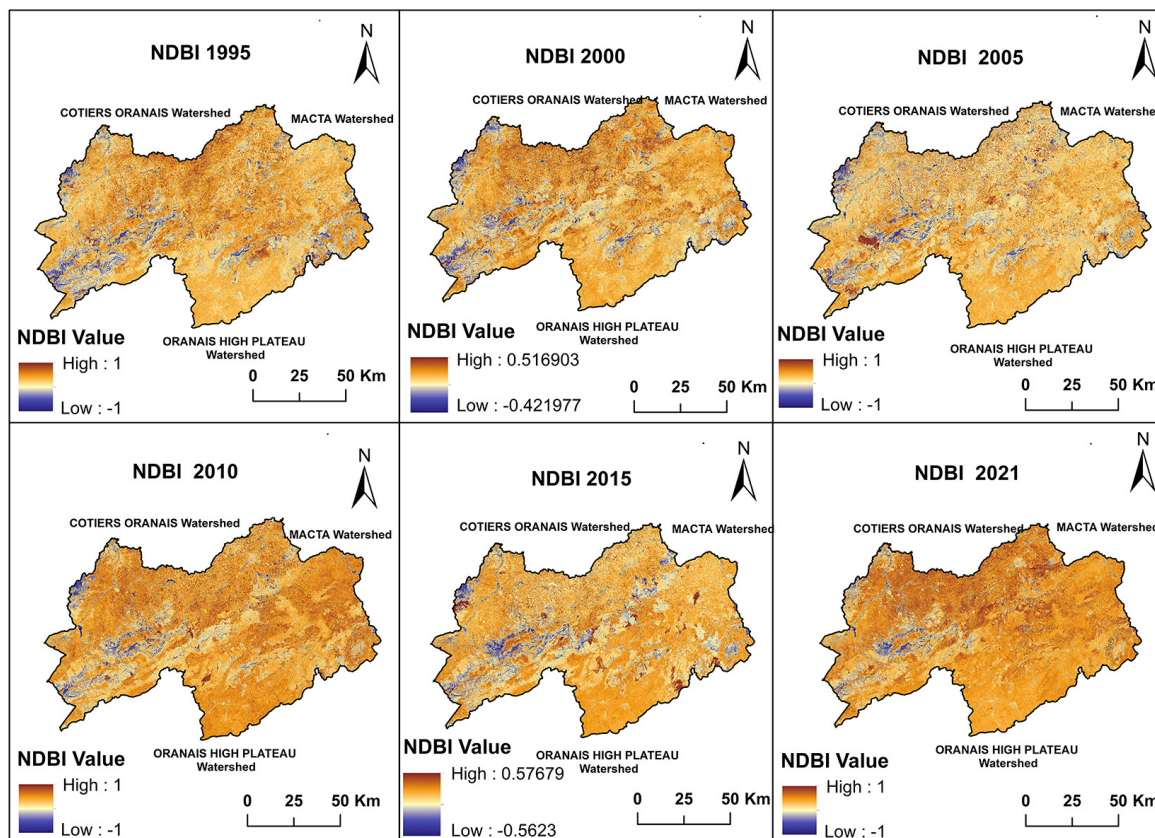 N
NDBI 1995
COTIERS ORANAIS Watershed
MACTA Watershed
NDBI Value
High : 1
Low : -1
ORANAIS HIGH PLATEAU
Watershed
0 25 50 Km
N
NDBI 2000
COTIERS ORANAIS Watershed
MACTA Watershed
NDBI Value
High : 0.516903
Low : -0.421977
ORANAIS HIGH PLATEAU
Watershed
0 25 50 Km
N
NDBI 2005
COTIERS ORANAIS Watershed
MACTA Watershed
NDBI Value
High : 1
Low : -1
ORANAIS HIGH PLATEAU
Watershed
0 25 50 Km
N
NDBI 2010
COTIERS ORANAIS Watershed
MACTA Watershed
NDBI Value
High : 1
Low : -1
ORANAIS HIGH PLATEAU
Watershed
0 25 50 Km
N
NDBI 2015
COTIERS ORANAIS Watershed
MACTA Watershed
NDBI Value
High : 0.57679
Low : -0.5623
ORANAIS HIGH PLATEAU
Watershed
0 25 50 Km
N
NDBI 2021
COTIERS ORANAIS Watershed
MACTA Watershed
NDBI Value
High : 1
Low : -1
ORANAIS HIGH PLATEAU
Watershed
0 25 50 Km